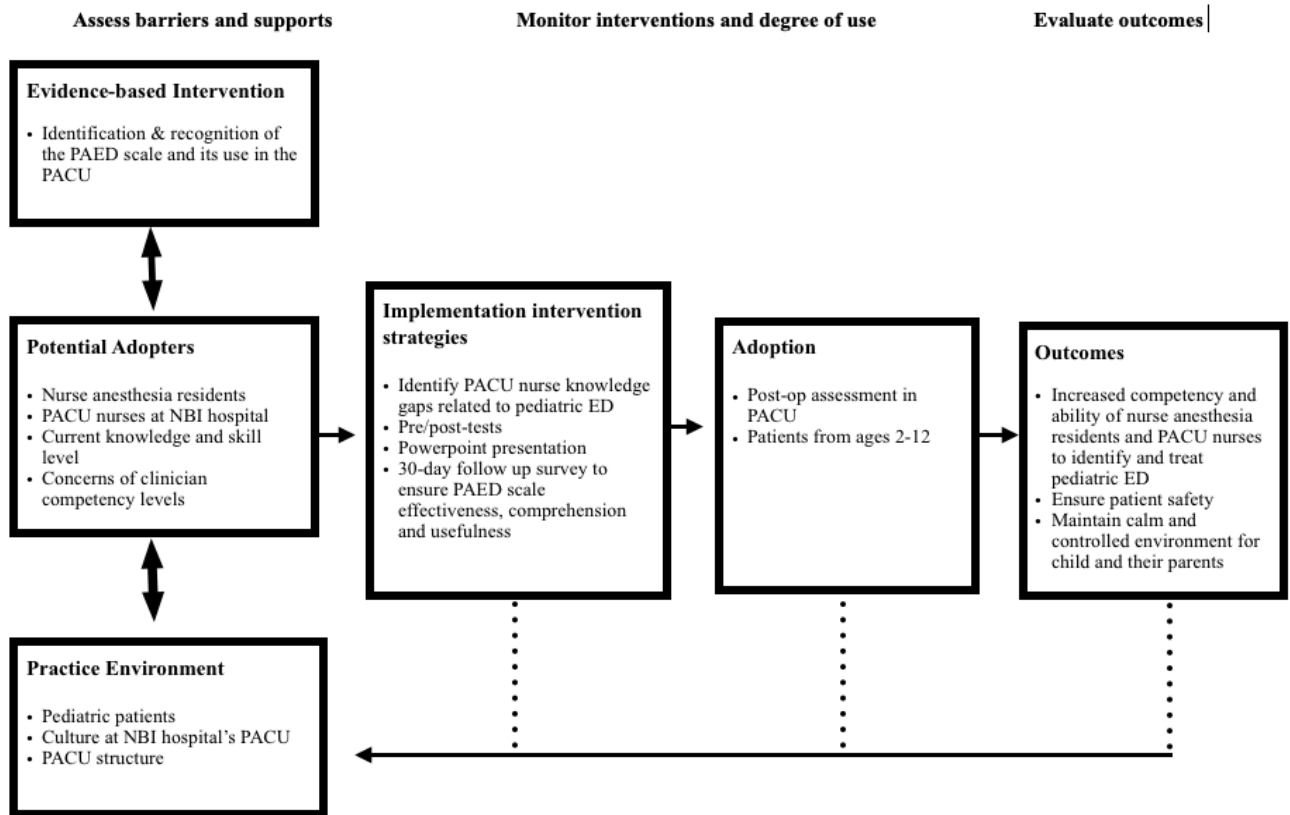 Assess barriers and supports
Monitor interventions and degree of use
Evaluate outcomes
Evidence-based Intervention
• Identification & recognition of
the PAED scale and its use in the
PACU
Potential Adopters
• Nurse anesthesia residents
• PACU nurses at NBI hospital
• Current knowledge and skill
level
• Concerns of clinician
competency levels
Practice Environment
• Pediatric patients
• Culture at NBI hospital's PACU
• PACU structure
Implementation intervention
strategies
• Identify PACU nurse knowledge
gaps related to pediatric ED
• Pre/post-tests
• Powerpoint presentation
• 30-day follow up survey to
ensure PAED scale
effectiveness, comprehension
and usefulness
Adoption
• Post-op assessment in
PACU
• Patients from ages 2-12
Outcomes
• Increased competency and
ability of nurse anesthesia
residents and PACU nurses
to identify and treat
pediatric ED
• Ensure patient safety
• Maintain calm and
controlled environment for
child and their parents